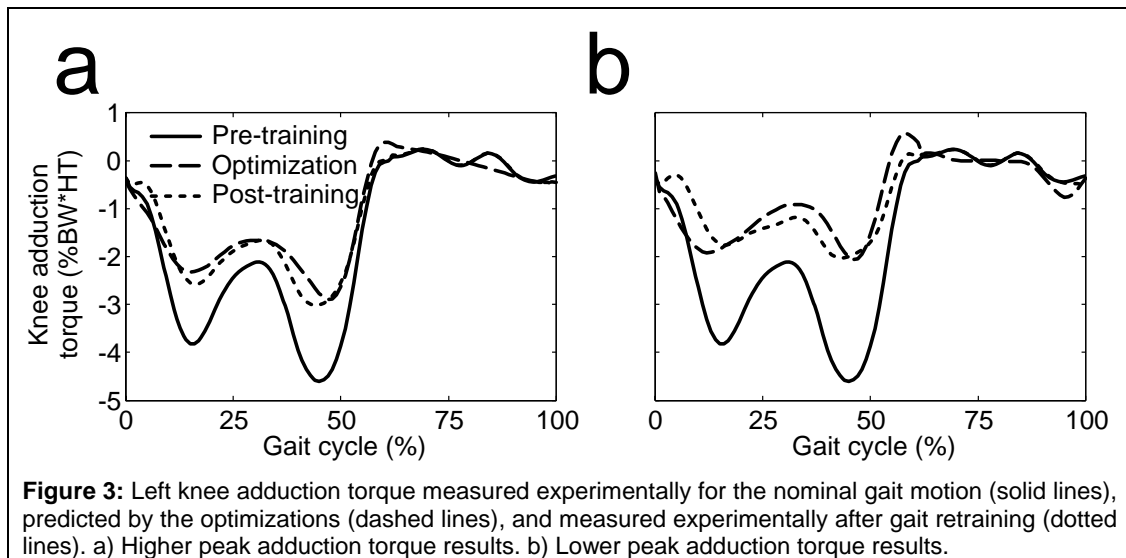 a
b
1
0
-1
-2
-3
-4
-5
Knee adduction
torque (%BW*HT)
Pre-training
Optimization
Post-training
0 25 50 75 100
0 25 50 75 100
Gait cycle (%)
Gait cycle (%)
Figure 3: Left knee adduction torque measured experimentally for the nominal gait motion (solid lines),
predicted by the optimizations (dashed lines), and measured experimentally after gait retraining (dotted
lines). a) Higher peak adduction torque results. b) Lower peak adduction torque results.